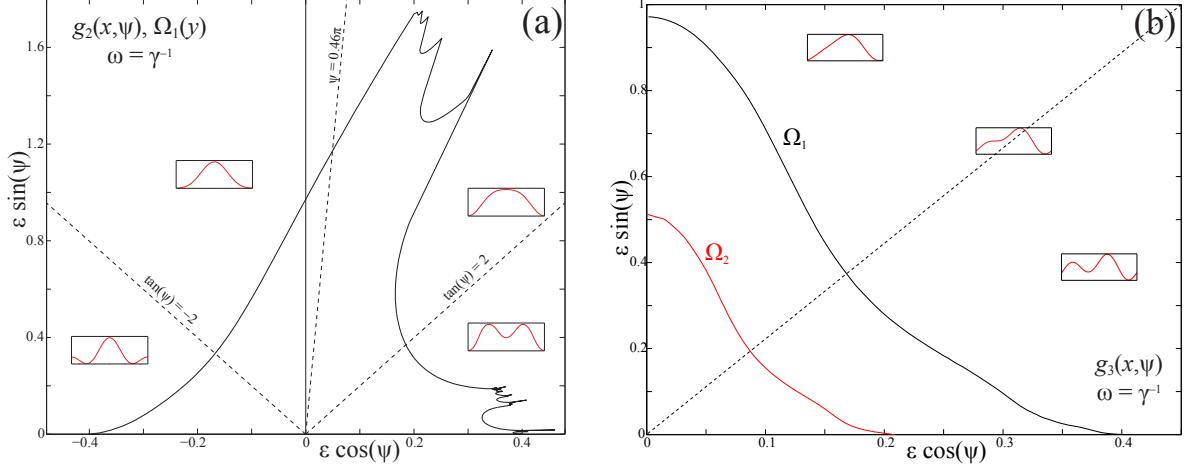 (a)
g₂(x,ψ), Ω₁(y)
ω = γ⁻¹
ψ = 0.46π
tan(ψ) = −2
tan(ψ) = 2
1.6
1.2
0.8
0.4
0
−0.4
−0.2
0
0.2
0.4
ε sin(ψ)
ε cos(ψ)
(b)
Ω₁
Ω₂
g₃(x,ψ)
ω = γ⁻¹
1
0.8
0.6
0.4
0.2
0
0
0.1
0.2
0.3
0.4
ε sin(ψ)
ε cos(ψ)